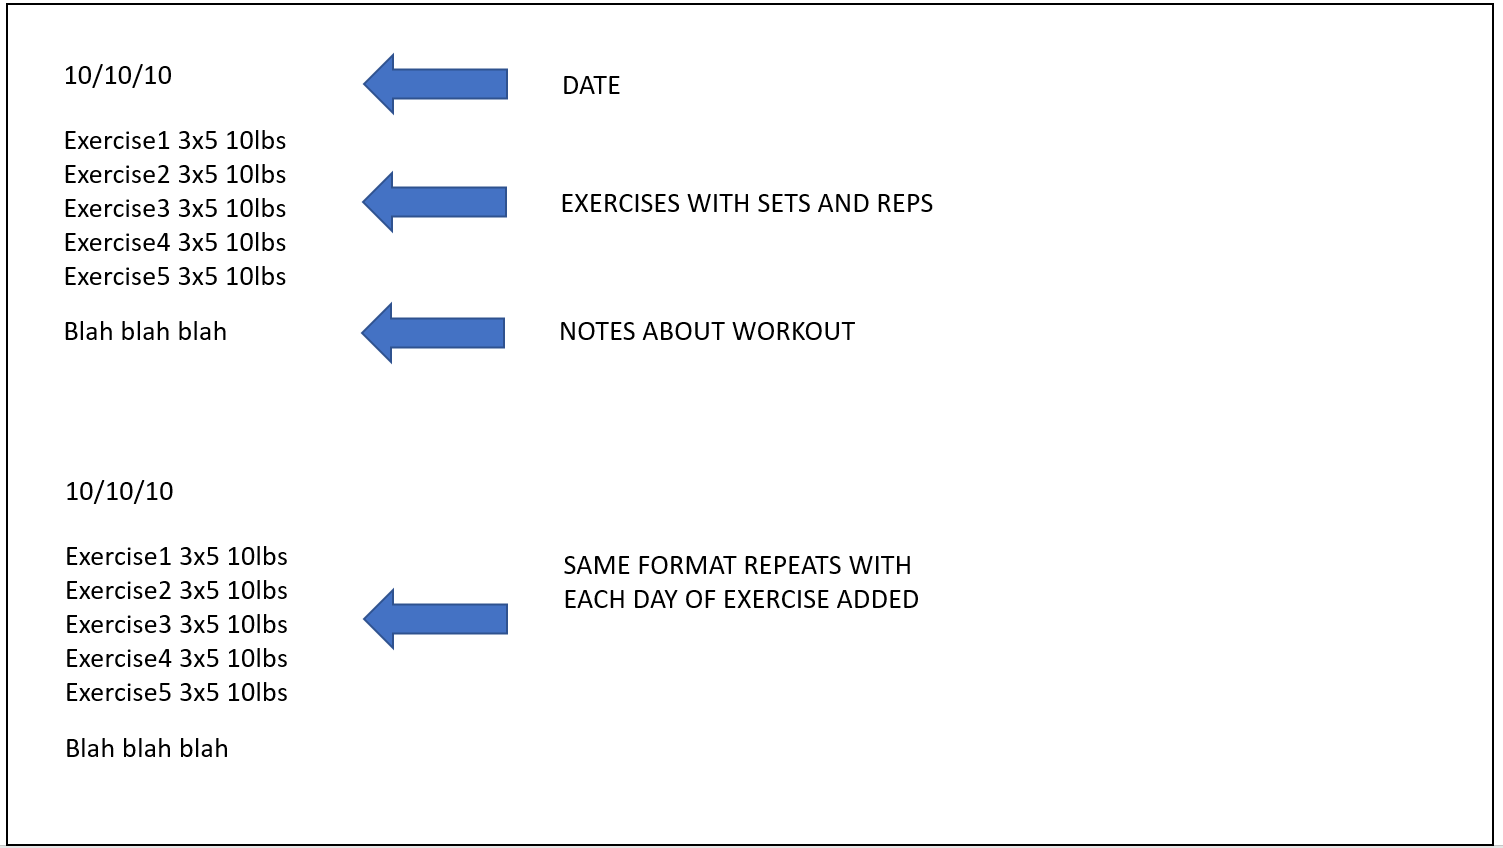 10/10/10
DATE
Exercise1 3x5 10lbs
Exercise2 3x5 10lbs
Exercise3 3x5 10lbs
Exercise4 3x5 10lbs
Exercise5 3x5 10lbs
EXERCISES WITH SETS AND REPS
Blah blah blah
NOTES ABOUT WORKOUT
10/10/10
Exercise1 3x5 10lbs
Exercise2 3x5 10lbs
Exercise3 3x5 10lbs
Exercise4 3x5 10lbs
Exercise5 3x5 10lbs
SAME FORMAT REPEATS WITH
EACH DAY OF EXERCISE ADDED
Blah blah blah